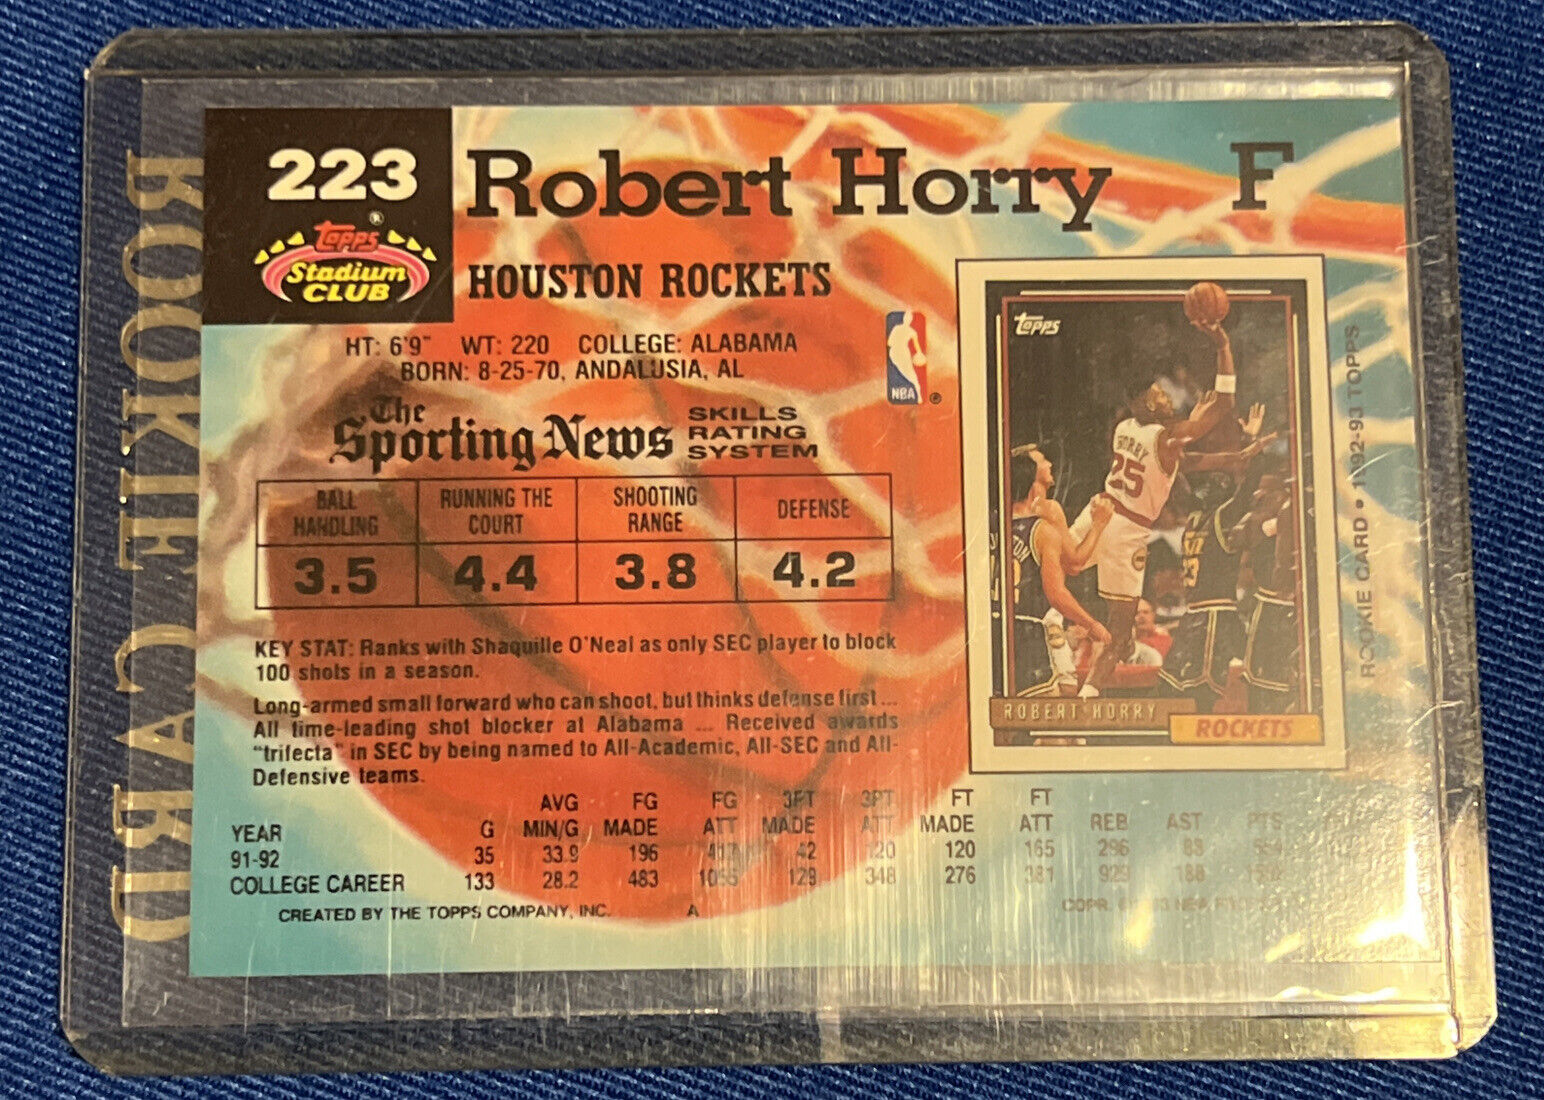 ROOKIE CARD
223
Robert Horry F
Topps ®
Stadium
CLUB
HOUSTON ROCKETS
HT: 6'9" WT: 220 COLLEGE: ALABAMA
BORN: 8-25-70, ANDALUSIA, AL
NBA ®
The
Sporting News
SKILLS
RATING
SYSTEM
BALL HANDLING
RUNNING THE COURT
SHOOTING RANGE
DEFENSE
3.5 4.4 3.8 4.2
KEY STAT: Ranks with Shaquille O'Neal as only SEC player to block
100 shots in a season.
Long-armed small forward who can shoot, but thinks defense first...
All time-leading shot blocker at Alabama ... Received awards
"trifecta" in SEC by being named to All-Academic, All-SEC and All-
Defensive teams.
Topps
HORRY
25
ROBERT HORRY
ROCKETS
ROOKIE CARD • 1992-93 TOPPS
AVG FG FG 3PT 3PT FT FT
YEAR G MIN/G MADE ATT MADE ATT MADE ATT REB AST PTS
91-92 35 33.9 196 42 120 120 165 296 88
COLLEGE CAREER 133 28.2 483 129 348 276 381 929 188
CREATED BY THE TOPPS COMPANY, INC. A